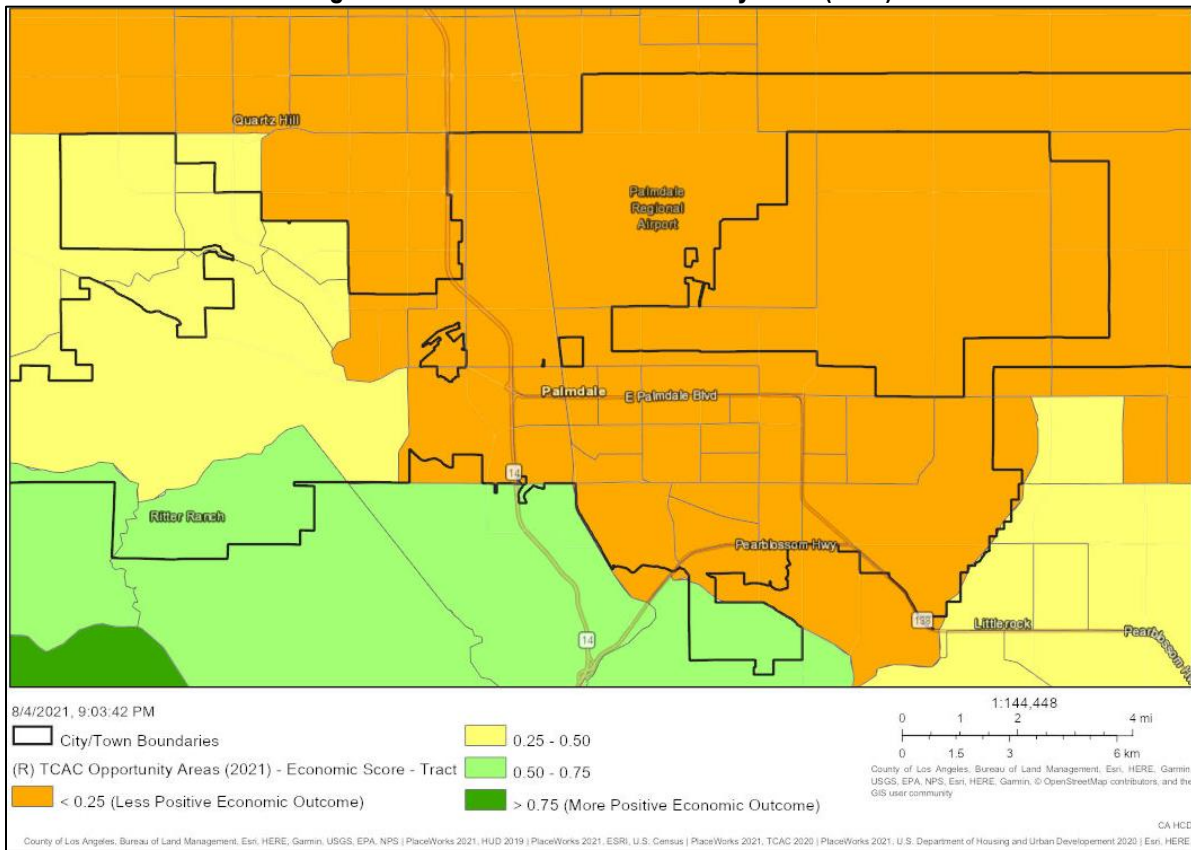 Quartz Hill
Palmdale
Regional
Airport
Palmdale
E Palmdale Blvd
14
Ritter Ranch
Pearblossom Hwy
138
Littlerock
14
8/4/2021, 9:03:42 PM
City/Town Boundaries
(R) TCAC Opportunity Areas (2021) - Economic Score - Tract
< 0.25 (Less Positive Economic Outcome)
0.25 - 0.50
0.50 - 0.75
> 0.75 (More Positive Economic Outcome)
1:144,448
0 1 2 4 mi
0 1.5 3 6 km
County of Los Angeles, Bureau of Land Management, Esri, HERE, Garmin,
USGS, EPA, NPS, Esri, HERE, Garmin, © OpenStreetMap contributors, and the
GIS user community
CA HCD
County of Los Angeles, Bureau of Land Management, Esri, HERE, Garmin, USGS, EPA, NPS | PlaceWorks 2021, HUD 2019 | PlaceWorks 2021, ESRI, U.S. Census | PlaceWorks 2021, TCAC 2020 | PlaceWorks 2021, U.S. Department of Housing and Urban Developement 2020 | Esri, HERE